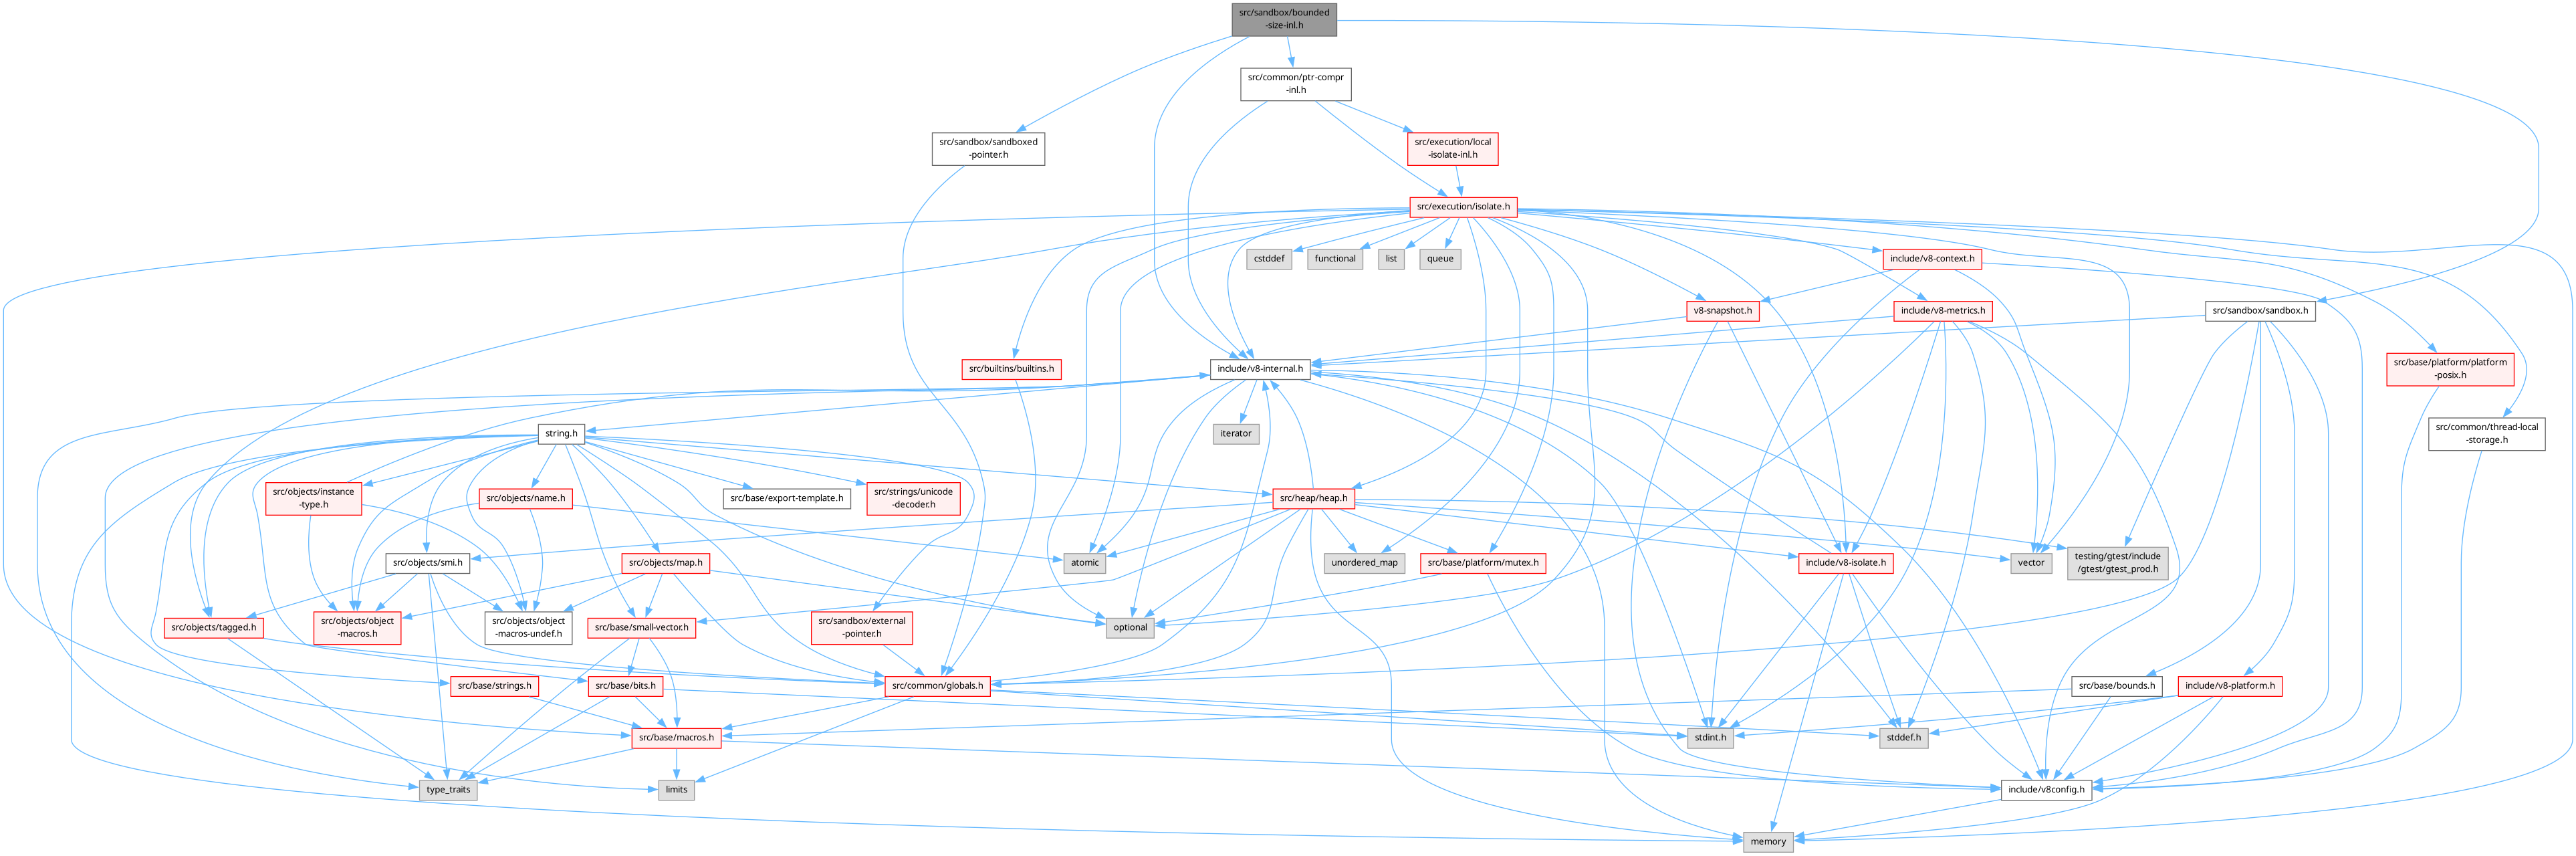 src/sandbox/bounded
-size-inl.h
src/common/ptr-compr
-inl.h
src/sandbox/sandboxed
-pointer.h
src/execution/local
-isolate-inl.h
src/execution/isolate.h
cstddef
functional
list
queue
include/v8-context.h
v8-snapshot.h
include/v8-metrics.h
src/sandbox/sandbox.h
src/builtins/builtins.h
include/v8-internal.h
src/base/platform/platform
-posix.h
string.h
iterator
src/common/thread-local
-storage.h
src/objects/instance
-type.h
src/objects/name.h
src/base/export-template.h
src/strings/unicode
-decoder.h
src/heap/heap.h
src/objects/smi.h
src/objects/map.h
atomic
unordered_map
src/base/platform/mutex.h
include/v8-isolate.h
vector
testing/gtest/include
/gtest/gtest_prod.h
src/objects/tagged.h
src/objects/object
-macros.h
src/objects/object
-macros-undef.h
src/base/small-vector.h
src/sandbox/external
-pointer.h
optional
src/base/strings.h
src/base/bits.h
src/common/globals.h
src/base/bounds.h
include/v8-platform.h
src/base/macros.h
stdint.h
stddef.h
type_traits
limits
include/v8config.h
memory